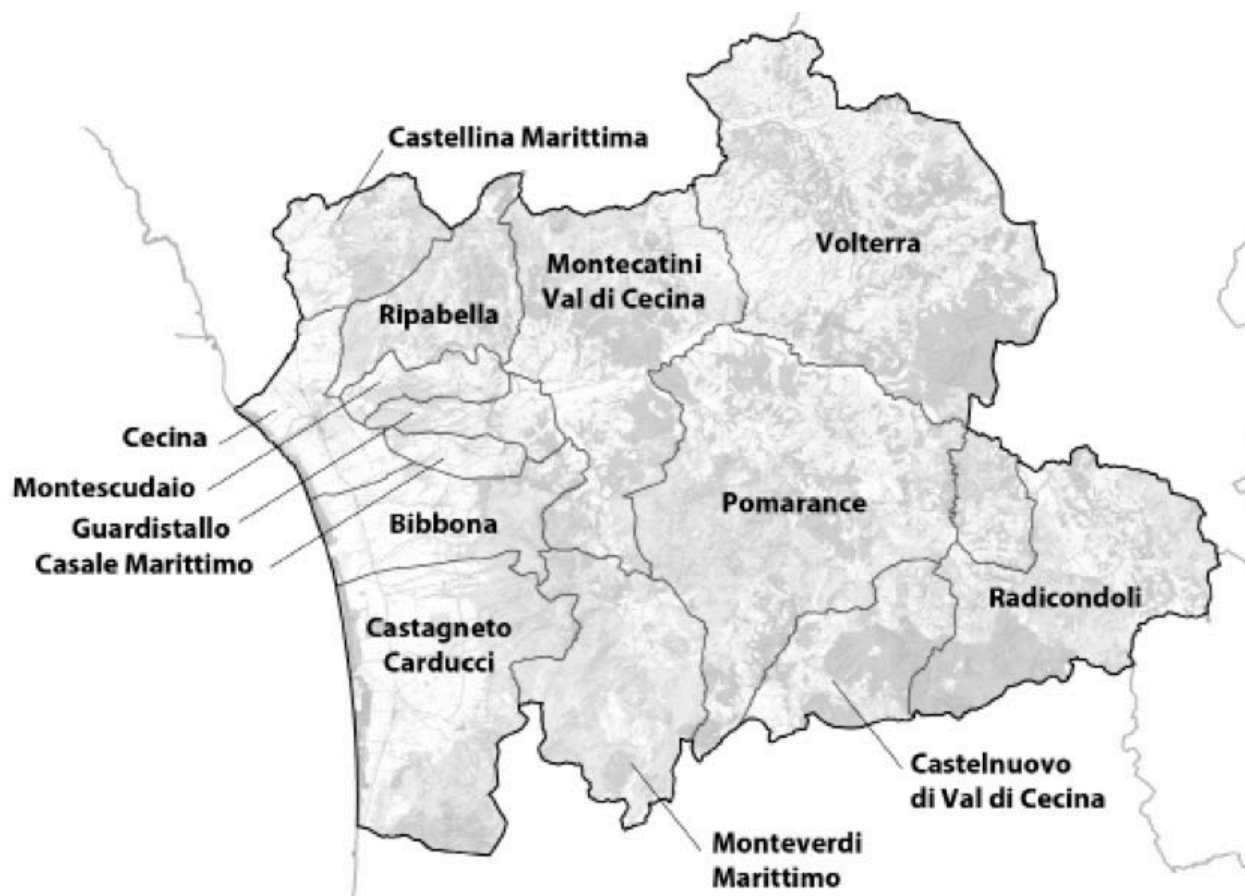 Castellina Marittima
Volterra
Montecatini
Val di Cecina
Ripabella
Cecina
Montescudaio
Guardistallo
Casale Marittimo
Bibbona
Pomarance
Radicondoli
Castagneto
Carducci
Castelnuovo
di Val di Cecina
Monteverdi
Marittimo